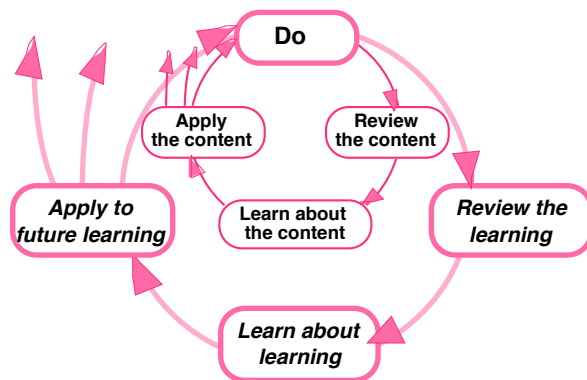 Do
Apply
the content
Review
the content
Learn about
the content
Apply to
future learning
Review the
learning
Learn about
learning